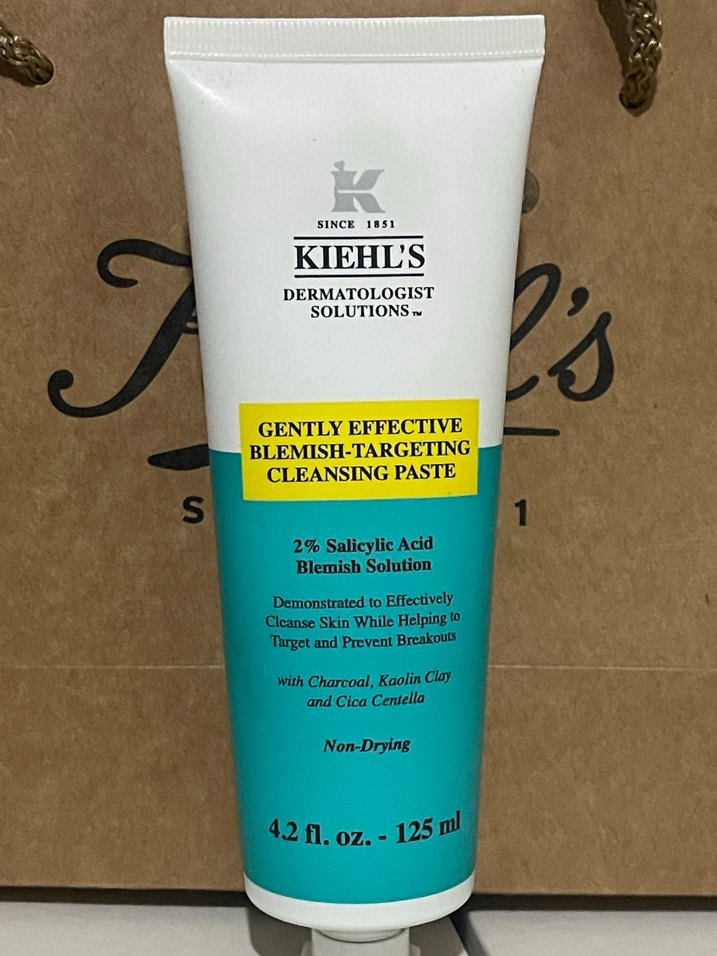 K
SINCE 1851
KIEHL'S
DERMATOLOGIST
SOLUTIONS™
GENTLY EFFECTIVE
BLEMISH-TARGETING
CLEANSING PASTE
2% Salicylic Acid
Blemish Solution
Demonstrated to Effectively
Cleanse Skin While Helping to
Target and Prevent Breakouts
with Charcoal, Kaolin Clay
and Cica Centella
Non-Drying
4.2 fl. oz. - 125 ml